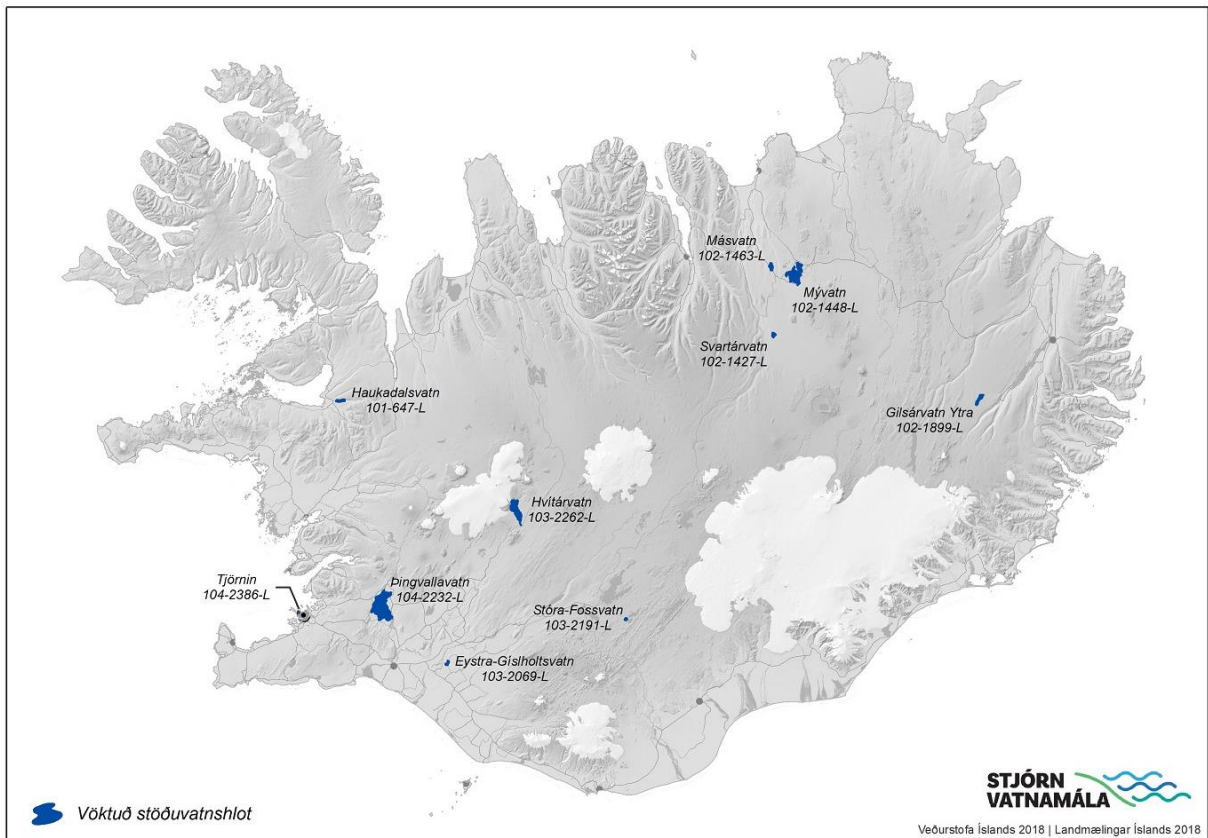 Másvatn
102-1463-L
Mývatn
102-1448-L
Svartárvatn
102-1427-L
Haukadalsvatn
101-647-L
Gilsárvatn Ytra
102-1899-L
Hvítárvatn
103-2262-L
Tjörnin
104-2386-L
Þingvallavatn
104-2232-L
Stóra-Fossvatn
103-2191-L
Eystra-Gíslholtsvatn
103-2069-L
Vöktuð stöðuvatnshlot
STJÓRN
VATNAMÁLA
Veðurstofa Íslands 2018 | Landmælingar Íslands 2018